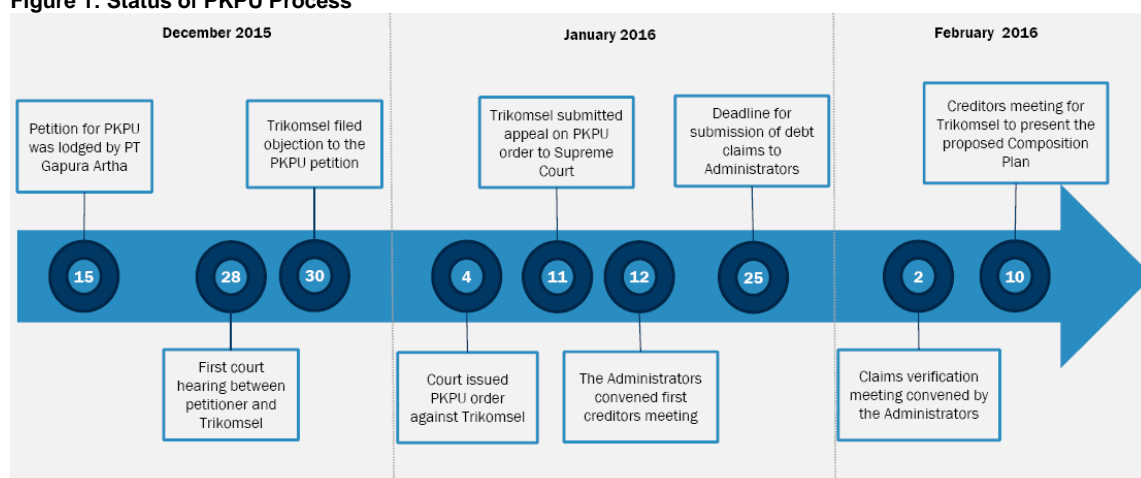 Figure 1: Status of PKPU Process
December 2015
January 2016
February 2016
Petition for PKPU
was lodged by PT
Gapura Artha
Trikomsel filed
objection to the
PKPU petition
Trikomsel submitted
appeal on PKPU
order to Supreme
Court
Deadline for
submission of debt
claims to
Administrators
Creditors meeting for
Trikomsel to present the
proposed Composition
Plan
15
28
30
4
11
12
25
2
10
First court
hearing between
petitioner and
Trikomsel
Court issued
PKPU order
against Trikomsel
The Administrators
convened first
creditors meeting
Claims verification
meeting convened by
the Administrators